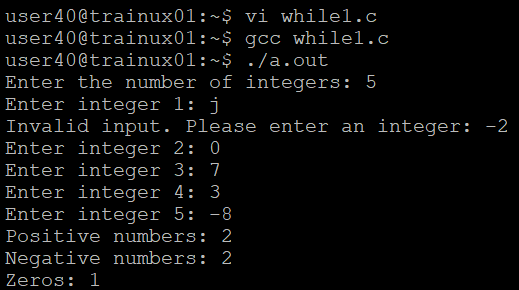 user40@trainux01:~$ vi while1.c
user40@trainux01:~$ gcc while1.c
user40@trainux01:~$ ./a.out
Enter the number of integers: 5
Enter integer 1: j
Invalid input. Please enter an integer: -2
Enter integer 2: 0
Enter integer 3: 7
Enter integer 4: 3
Enter integer 5: -8
Positive numbers: 2
Negative numbers: 2
Zeros: 1